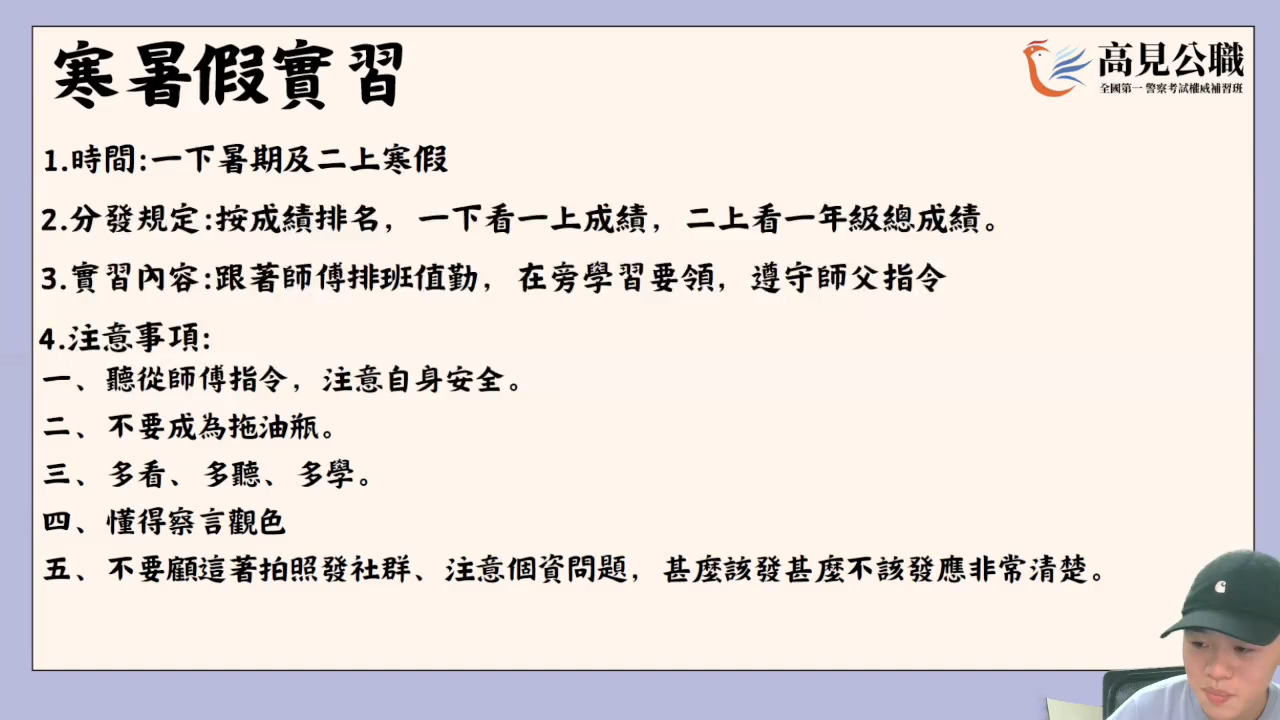 寒暑假實習
高見公職
全國第一 警察考試權威補習班
1.時間:一下暑期及二上寒假
2.分發規定:按成績排名，一下看一上成績，二上看一年級總成績。
3.實習內容:跟著師傅排班值勤，在旁學習要領，遵守師父指令
4.注意事項:
一、聽從師傅指令，注意自身安全。
二、不要成為拖油瓶。
三、多看、多聽、多學。
四、懂得察言觀色
五、不要顧這著拍照發社群、注意個資問題，甚麼該發甚麼不該發應非常清楚。